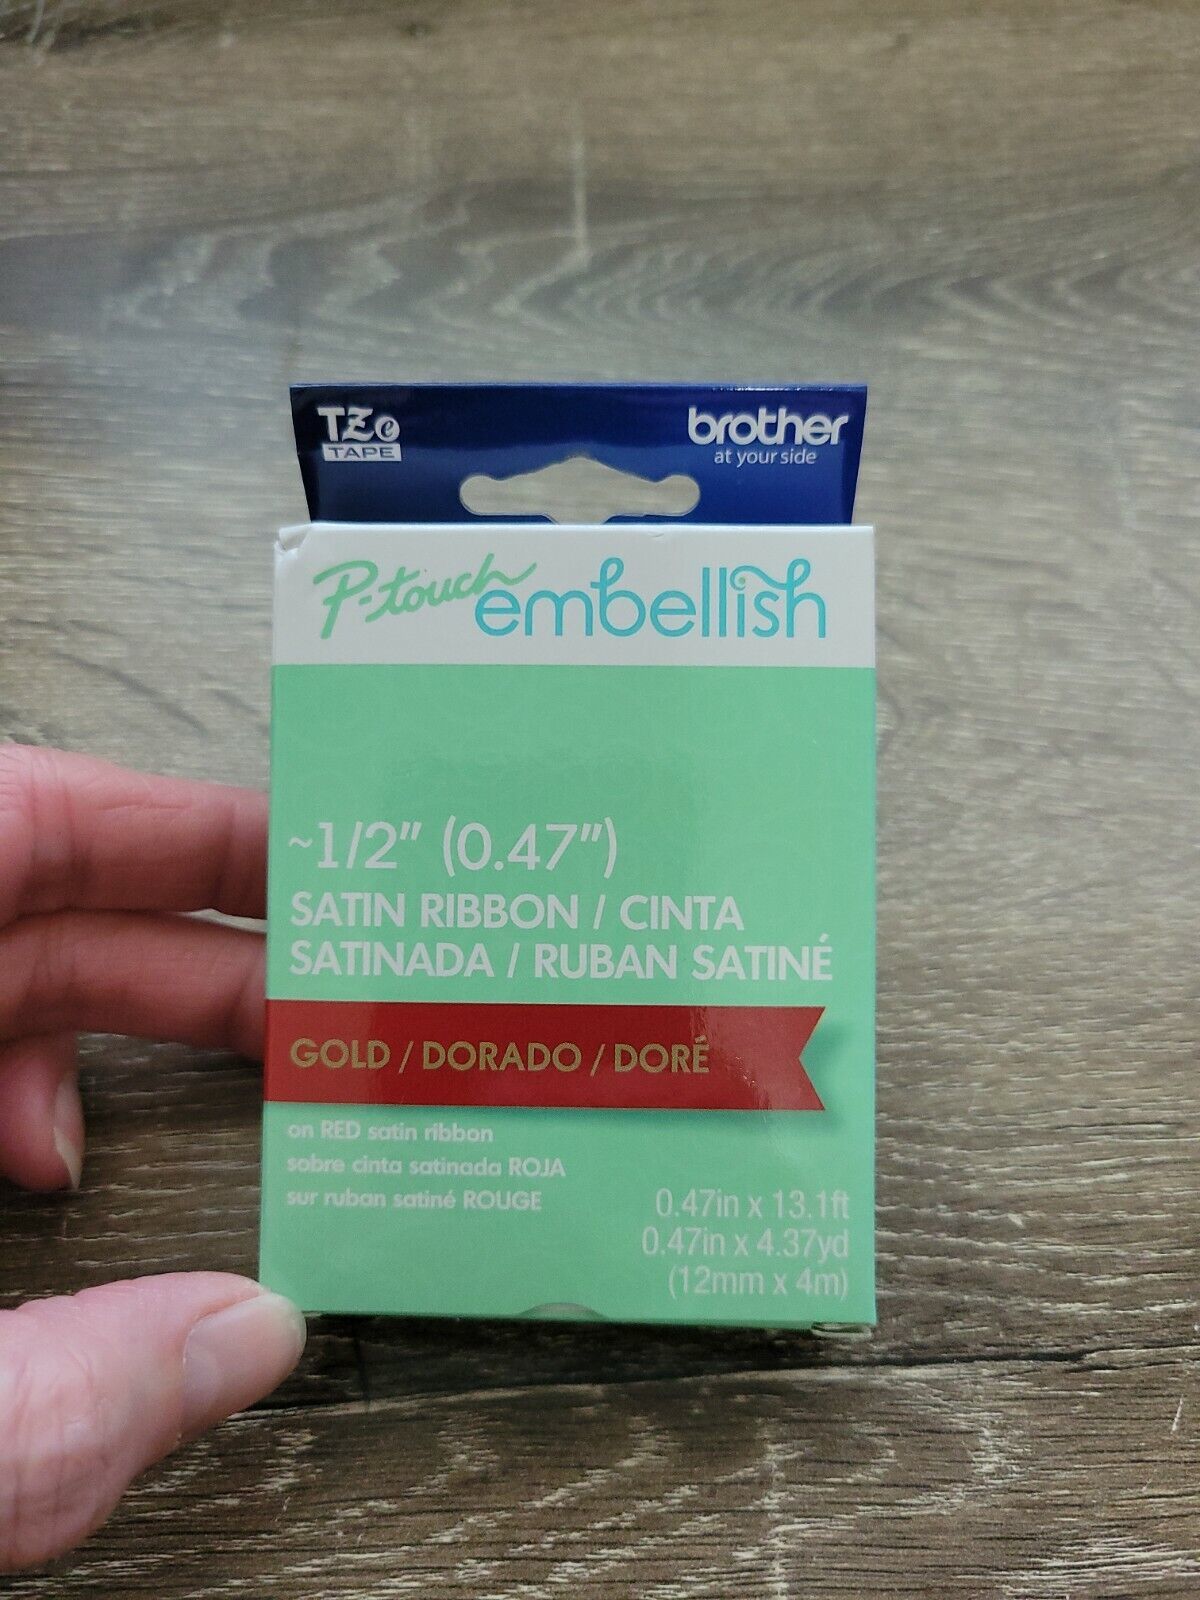 TZe
TAPE
brother
at your side
P-touch embellish
~1/2" (0.47")
SATIN RIBBON / CINTA
SATINADA / RUBAN SATINÉ
GOLD / DORADO / DORÉ
on RED satin ribbon
sobre cinta satinada ROJA
sur ruban satiné ROUGE
0.47in x 13.1ft
0.47in x 4.37yd
(12mm x 4m)